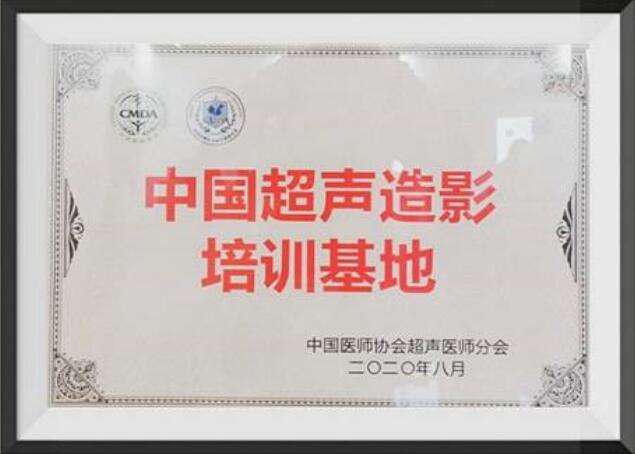 CMDA
中国超声造影
培训基地
中国医师协会超声医师分会
二〇二〇年八月